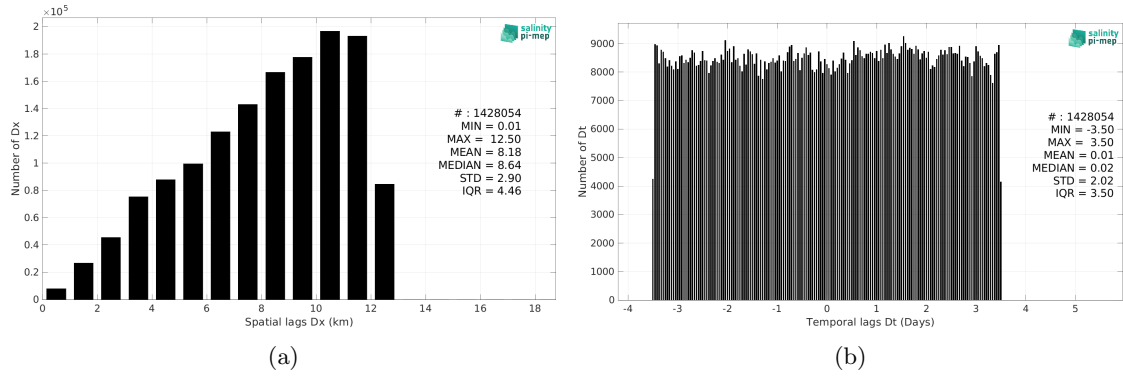 ×10⁵
2
1.8
1.6
1.4
1.2
1
0.8
0.6
0.4
0.2
0
Number of Dx
salinity
pi-mep
# : 1428054
MIN = 0.01
MAX = 12.50
MEAN = 8.18
MEDIAN = 8.64
STD = 2.90
IQR = 4.46
0 2 4 6 8 10 12 14 16 18
Spatial lags Dx (km)
(a)
9000
8000
7000
6000
5000
4000
3000
2000
1000
0
Number of Dt
salinity
pi-mep
# : 1428054
MIN = -3.50
MAX = 3.50
MEAN = 0.01
MEDIAN = 0.02
STD = 2.02
IQR = 3.50
-4 -3 -2 -1 0 1 2 3 4 5
Temporal lags Dt (Days)
(b)